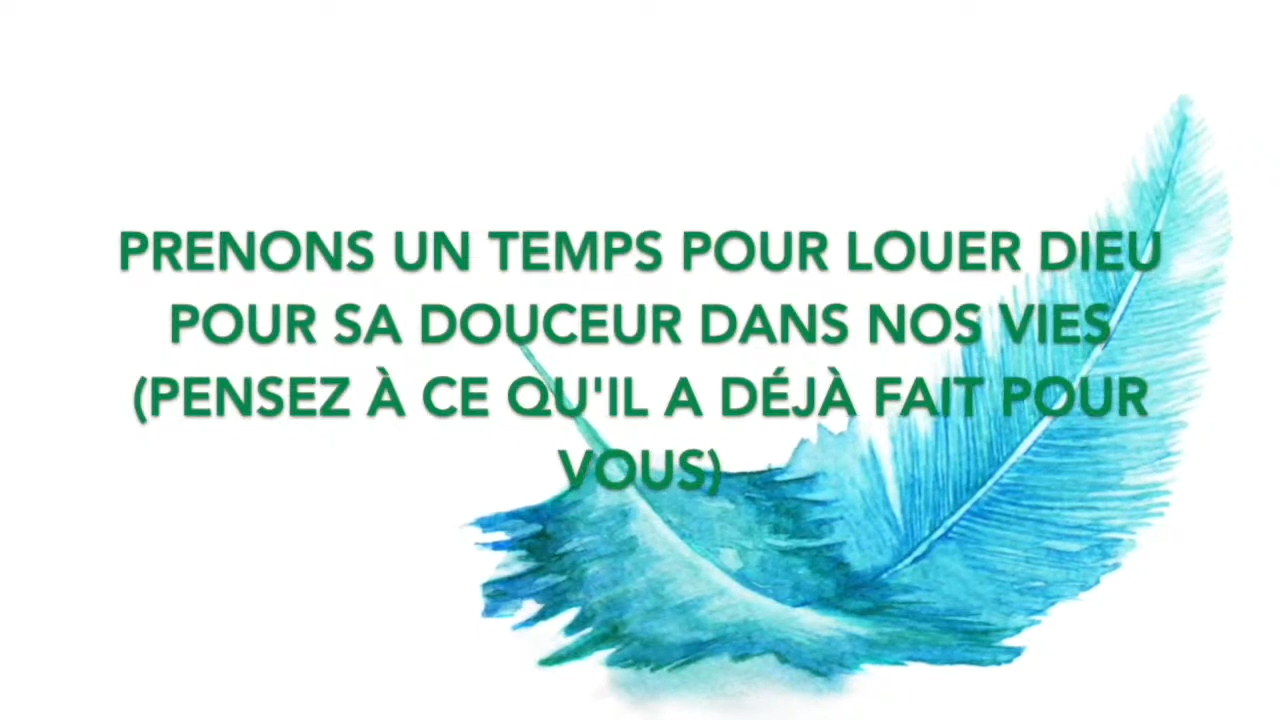 PRENONS UN TEMPS POUR LOUER DIEU
POUR SA DOUCEUR DANS NOS VIES
(PENSEZ À CE QU'IL A DÉJÀ FAIT POUR
VOUS)